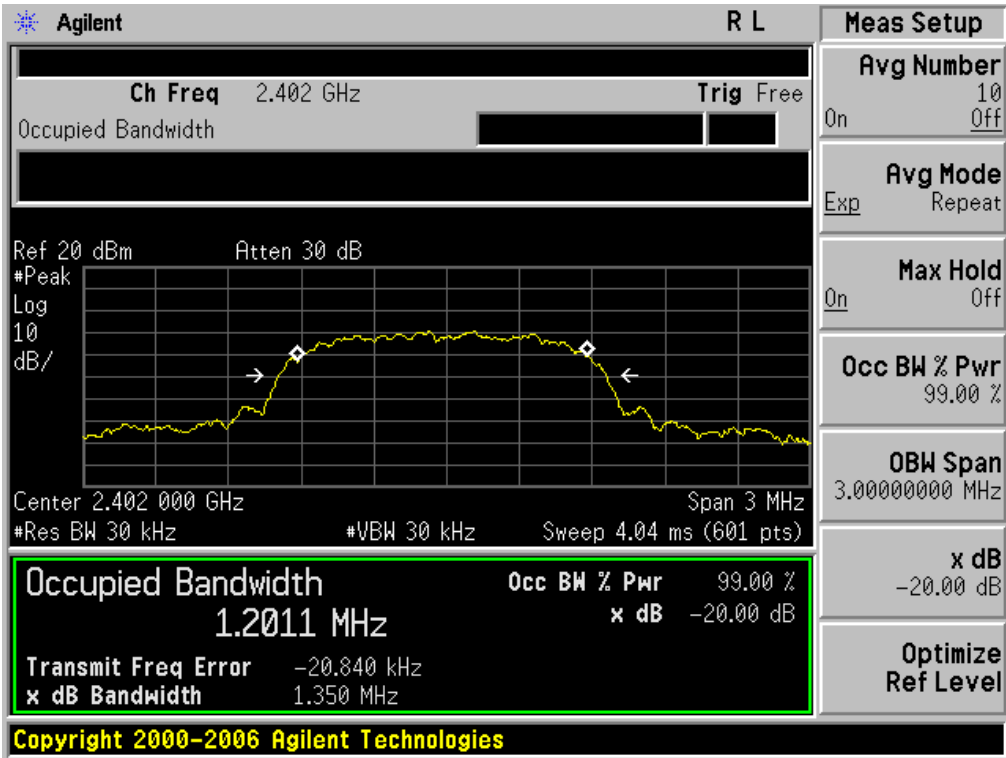 Agilent R L Meas Setup
Ch Freq 2.402 GHz Trig Free
Occupied Bandwidth
Ref 20 dBm Atten 30 dB
#Peak
Log
10
dB/
Center 2.402 000 GHz Span 3 MHz
#Res BW 30 kHz #VBW 30 kHz Sweep 4.04 ms (601 pts)
Occupied Bandwidth Occ BW % Pwr 99.00 %
1.2011 MHz x dB -20.00 dB
Transmit Freq Error -20.840 kHz
x dB Bandwidth 1.350 MHz
Copyright 2000-2006 Agilent Technologies
Avg Number
10
On Off
Avg Mode
Exp Repeat
Max Hold
On Off
Occ BW % Pwr
99.00 %
OBW Span
3.00000000 MHz
x dB
-20.00 dB
Optimize
Ref Level